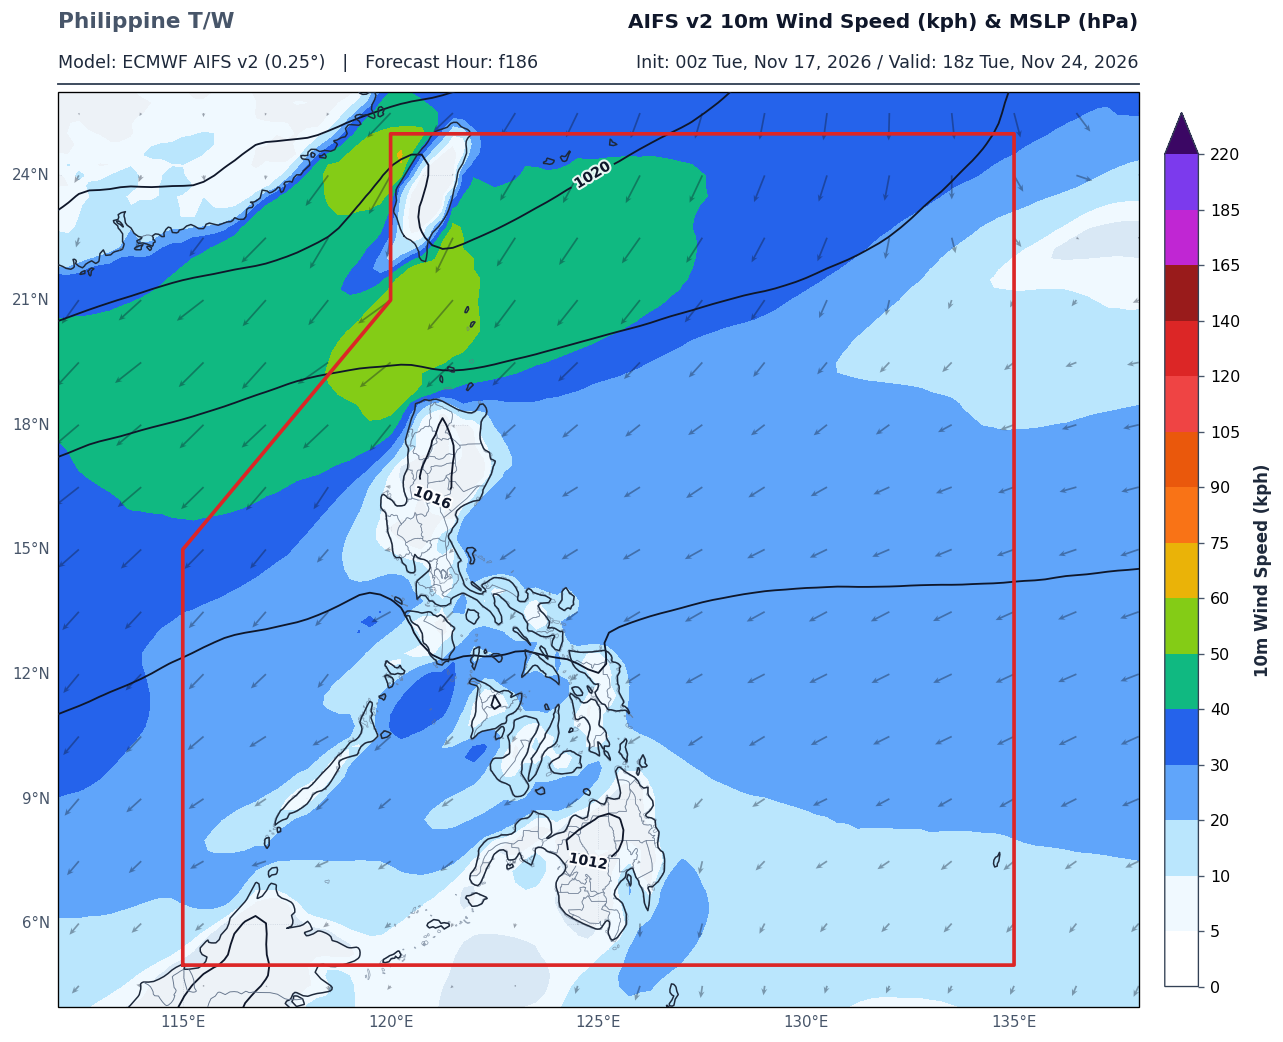 Philippine T/W
AIFS v2 10m Wind Speed (kph) & MSLP (hPa)
Model: ECMWF AIFS v2 (0.25°)   |   Forecast Hour: f186
Init: 00z Tue, Nov 17, 2026 / Valid: 18z Tue, Nov 24, 2026
24°N
21°N
18°N
15°N
12°N
9°N
6°N
1020
1016
1012
115°E
120°E
125°E
130°E
135°E
220
185
165
140
120
105
90
75
60
50
40
30
20
10
5
0
10m Wind Speed (kph)